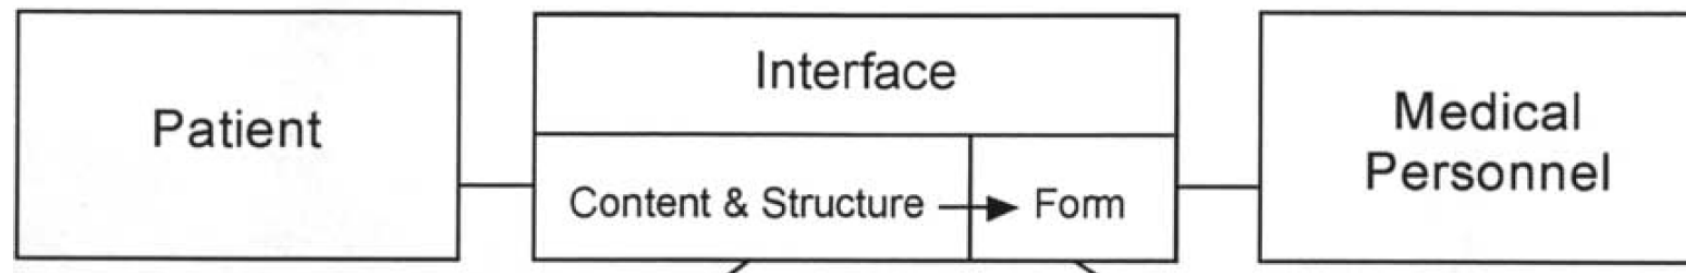 Patient
Interface
Content & Structure
Form
Medical
Personnel